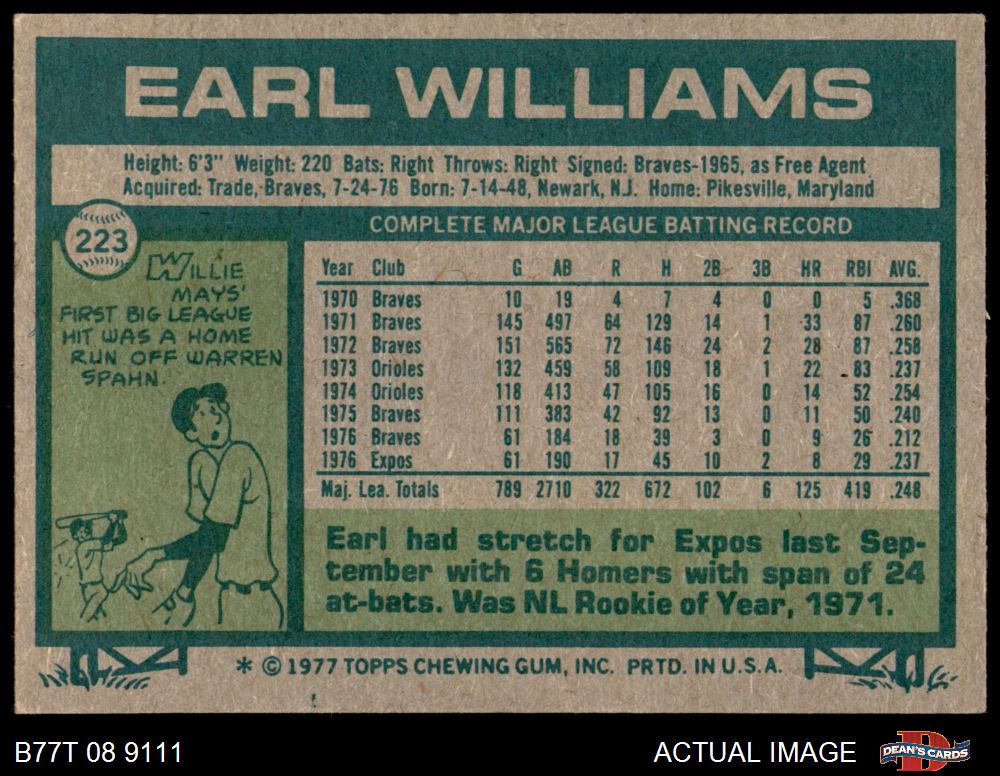 EARL WILLIAMS
Height: 6'3" Weight: 220 Bats: Right Throws: Right Signed: Braves-1965, as Free Agent
Acquired: Trade, Braves, 7-24-76 Born: 7-14-48, Newark, N.J. Home: Pikesville, Maryland
223
WILLIE
MAYS'
FIRST BIG LEAGUE
HIT WAS A HOME
RUN OFF WARREN
SPAHN.
COMPLETE MAJOR LEAGUE BATTING RECORD
Year Club G AB R H 2B 3B HR RBI AVG.
1970 Braves 10 19 4 7 4 0 0 5 .368
1971 Braves 145 497 64 129 14 1 33 87 .260
1972 Braves 151 565 72 146 24 2 28 87 .258
1973 Orioles 132 459 58 109 18 1 22 83 .237
1974 Orioles 118 413 47 105 16 0 14 52 .254
1975 Braves 111 383 42 92 13 0 11 50 .240
1976 Braves 61 184 18 39 3 0 9 26 .212
1976 Expos 61 190 17 45 10 2 8 29 .237
Maj. Lea. Totals 789 2710 322 672 102 6 125 419 .248
Earl had stretch for Expos last Sep-
tember with 6 Homers with span of 24
at-bats. Was NL Rookie of Year, 1971.
* © 1977 TOPPS CHEWING GUM, INC. PRTD. IN U.S.A.
B77T 08 9111
ACTUAL IMAGE
DEAN'S CARDS